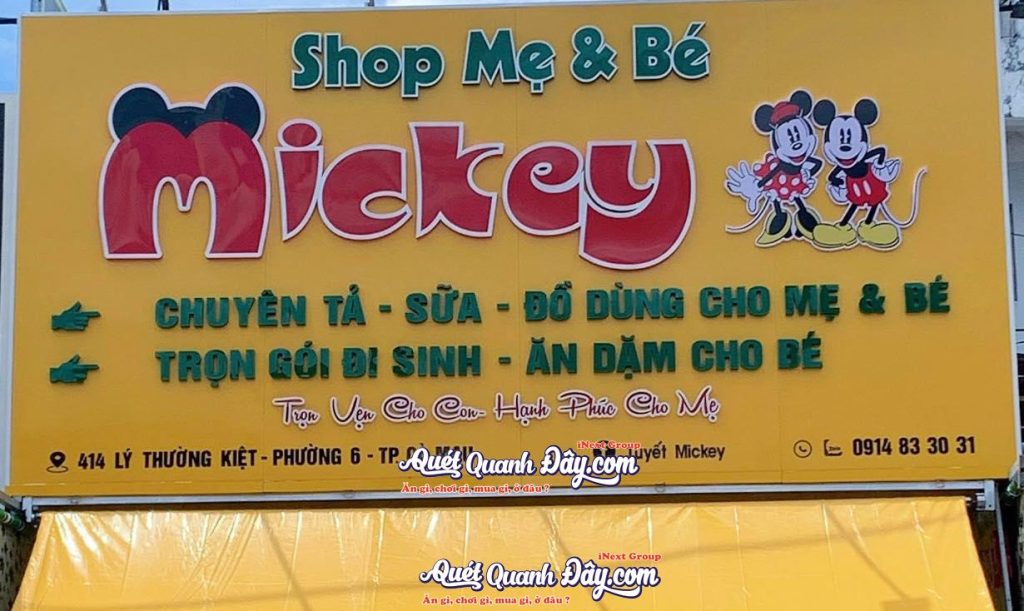 Shop Mẹ & Bé
Mickey
CHUYÊN TẢ - SỮA - ĐỒ DÙNG CHO MẸ & BÉ
TRỌN GÓI ĐI SINH - ĂN DẶM CHO BÉ
Trọn Vẹn Cho Con - Hạnh Phúc Cho Mẹ
414 LÝ THƯỜNG KIỆT - PHƯỜNG 6 - TP CÀ MAU Tuyết Mickey 0914 83 30 31
iNext Group
Quét Quanh Đây.com
Ăn gì, chơi gì, mua gì, ở đâu ?
iNext Group
Quét Quanh Đây.com
Ăn gì, chơi gì, mua gì, ở đâu ?